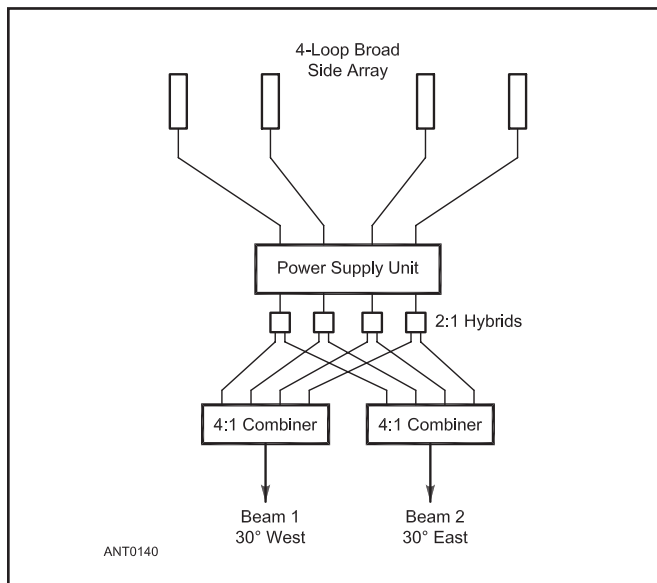 4-Loop Broad
Side Array
Power Supply Unit
2:1 Hybrids
4:1 Combiner
4:1 Combiner
Beam 1
30° West
Beam 2
30° East
ANT0140